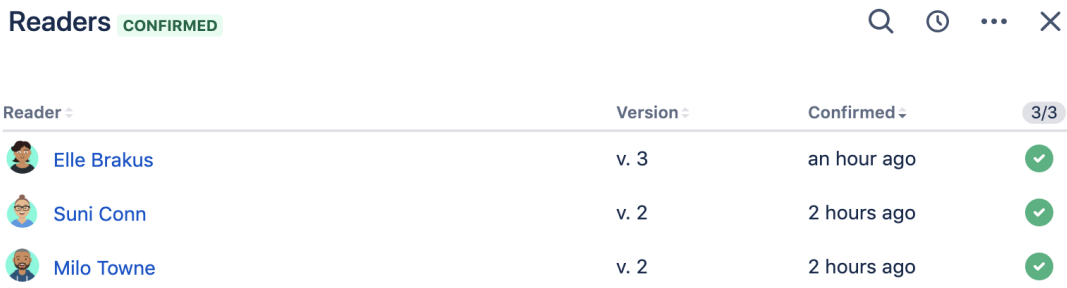 Readers CONFIRMED
Reader Version Confirmed 3/3
Elle Brakus v. 3 an hour ago
Suni Conn v. 2 2 hours ago
Milo Towne v. 2 2 hours ago